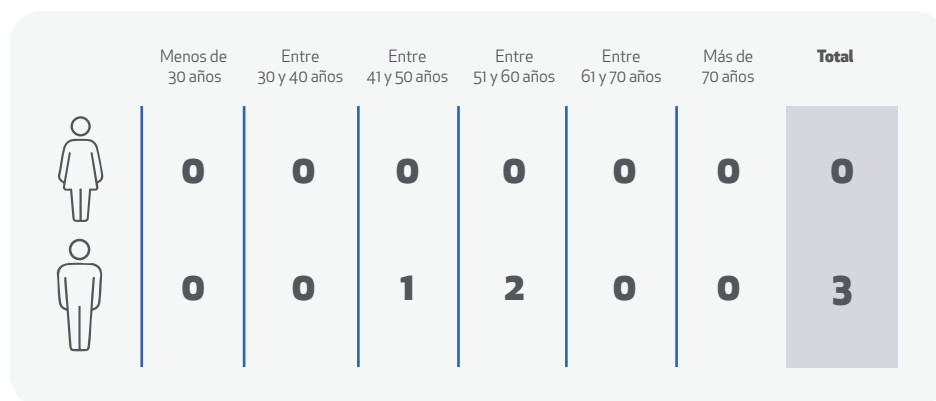 Menos de
30 años
Entre
30 y 40 años
Entre
41 y 50 años
Entre
51 y 60 años
Entre
61 y 70 años
Más de
70 años
Total
0 0 0 0 0 0 0
0 0 1 2 0 0 3